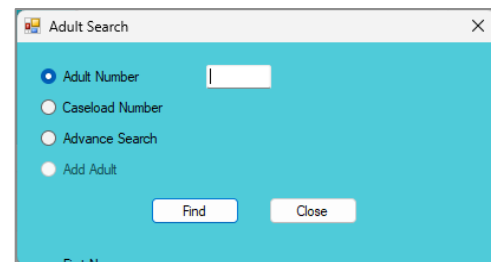 Adult Search
Adult Number
Caseload Number
Advance Search
Add Adult
Find Close